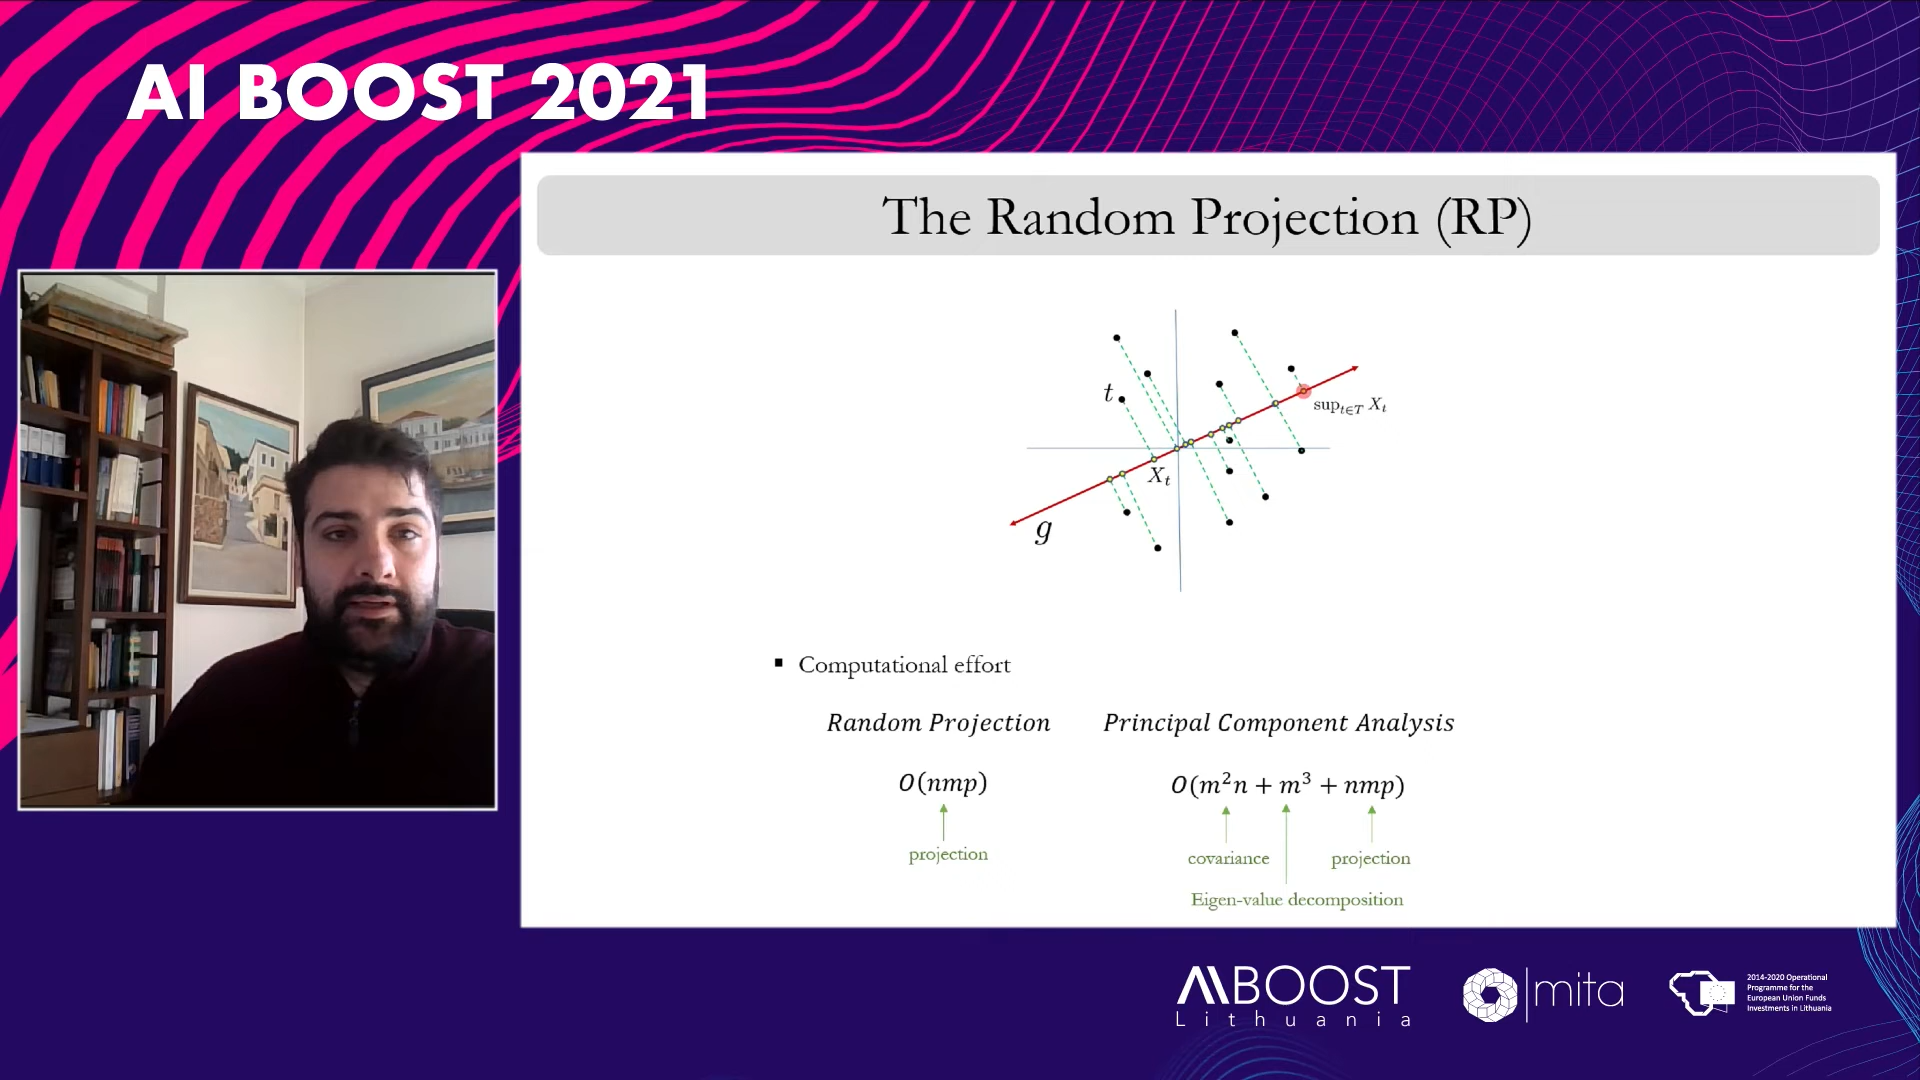 AI BOOST 2021
The Random Projection (RP)
t
sup_{t∈T} X_t
X_t
g
▪ Computational effort
Random Projection
Principal Component Analysis
O(nmp)
O(m²n + m³ + nmp)
projection
covariance
projection
Eigen-value decomposition
AI BOOST
Lithuania
mita
2014-2020 Operational
Programme for the
European Union Funds
Investments in Lithuania